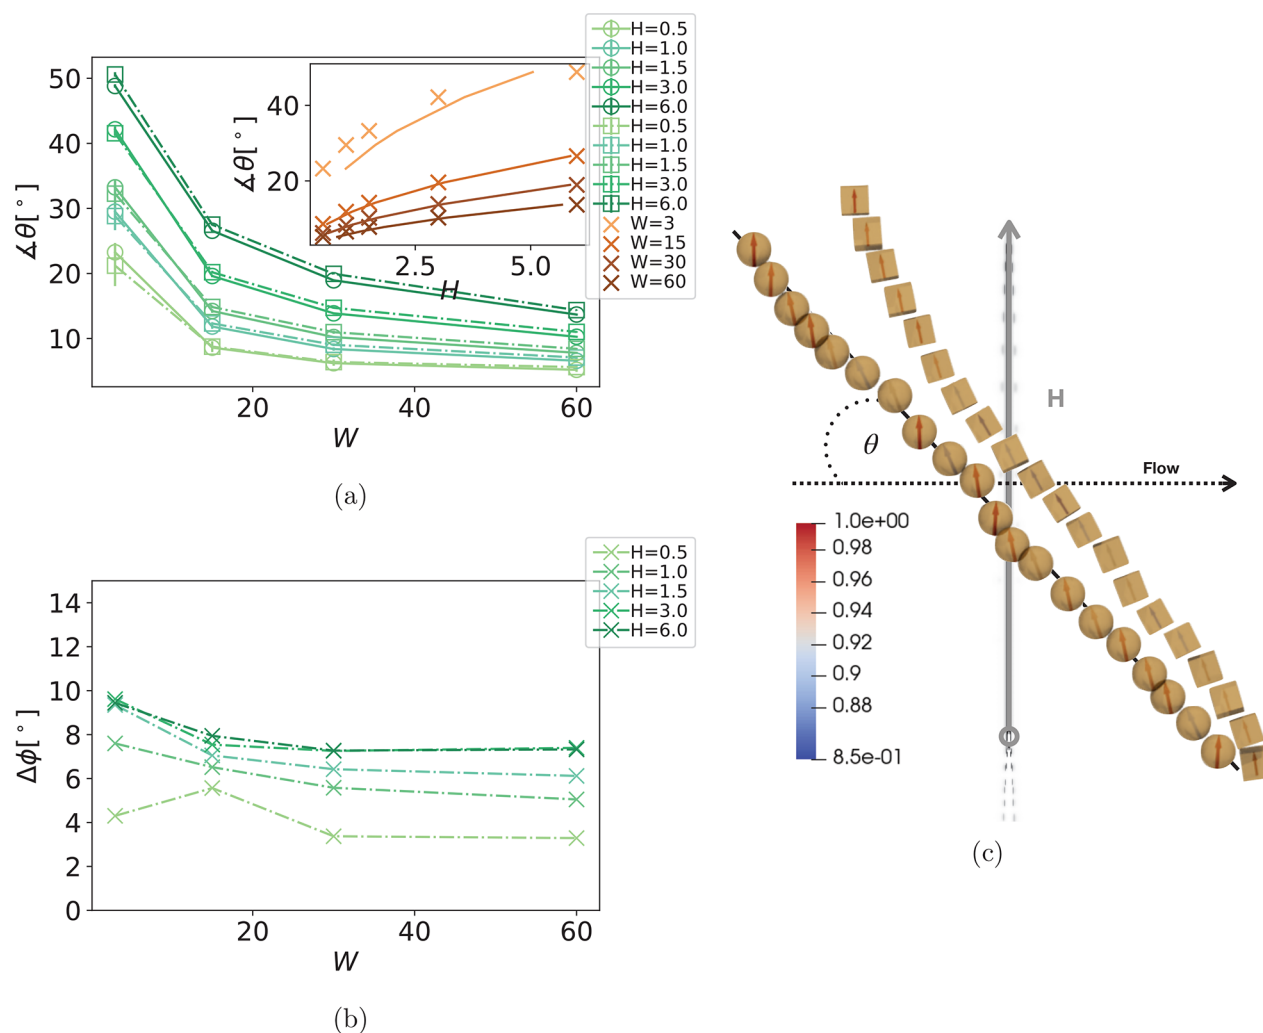 (a)
50
40
30
20
10
∡θ[°]
20
40
60
W
40
20
∡θ[°]
2.5
5.0
H
H=0.5
H=1.0
H=1.5
H=3.0
H=6.0
H=0.5
H=1.0
H=1.5
H=3.0
H=6.0
W=3
W=15
W=30
W=60
(a)
14
12
10
8
6
4
2
0
Δϕ[°]
20
40
60
W
H=0.5
H=1.0
H=1.5
H=3.0
H=6.0
(b)
H
θ
Flow
1.0e+00
0.98
0.96
0.94
0.92
0.9
0.88
8.5e-01
(c)